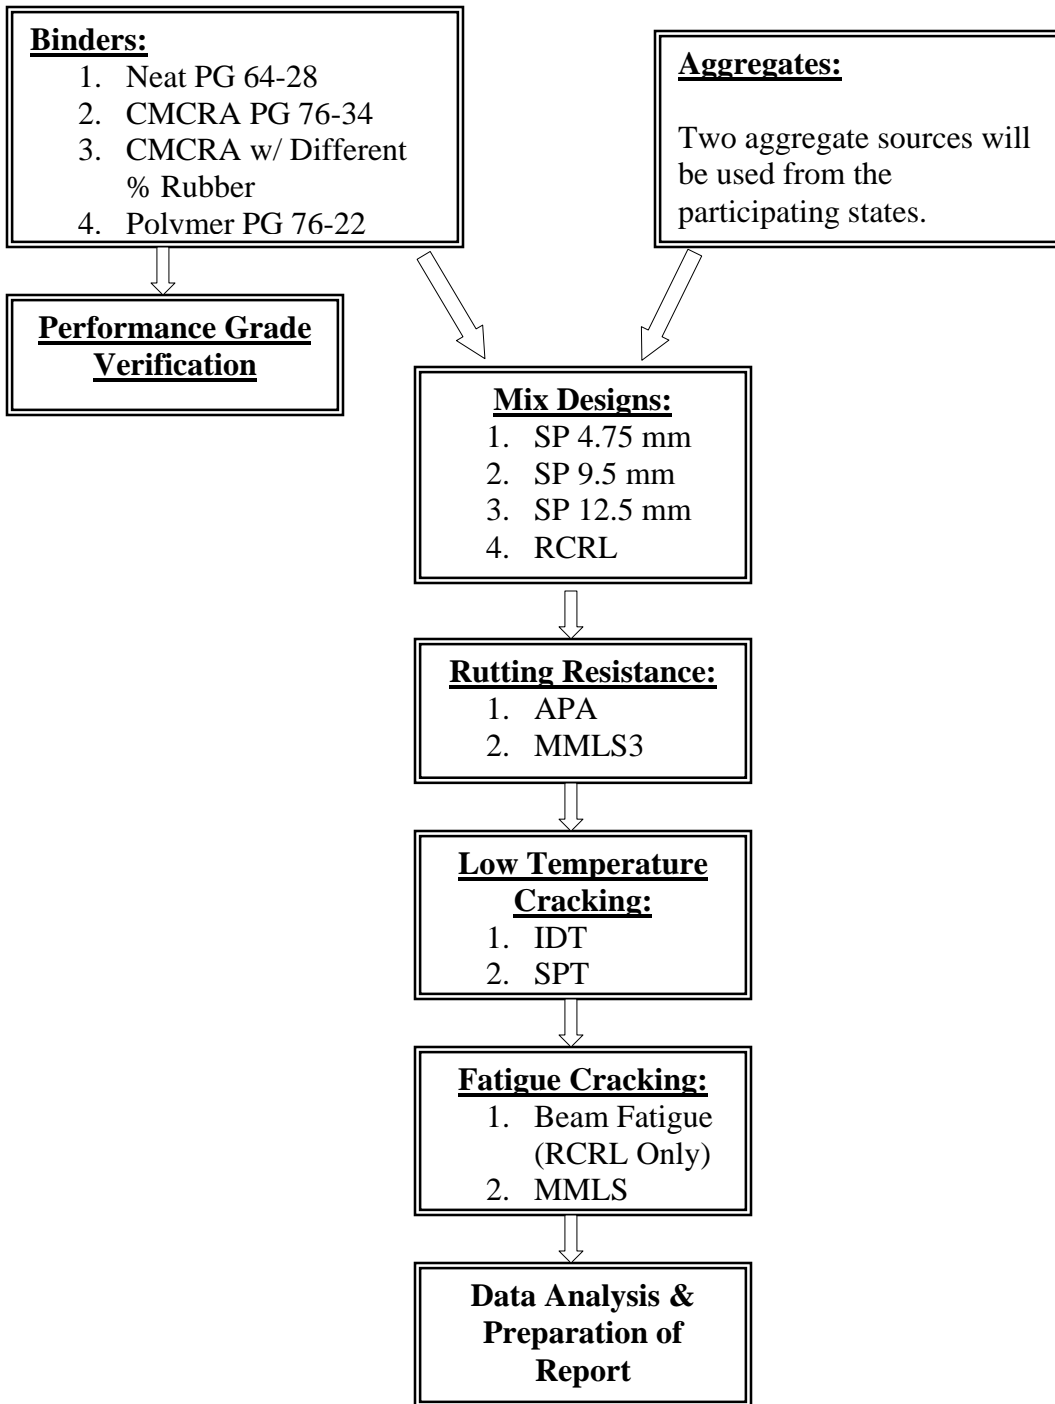 Binders:
1. Neat PG 64-28
2. CMCRA PG 76-34
3. CMCRA w/ Different
% Rubber
4. Polymer PG 76-22
Aggregates:
Two aggregate sources will
be used from the
participating states.
Performance Grade
Verification
Mix Designs:
1. SP 4.75 mm
2. SP 9.5 mm
3. SP 12.5 mm
4. RCRL
Rutting Resistance:
1. APA
2. MMLS3
Low Temperature
Cracking:
1. IDT
2. SPT
Fatigue Cracking:
1. Beam Fatigue
(RCRL Only)
2. MMLS
Data Analysis &
Preparation of
Report